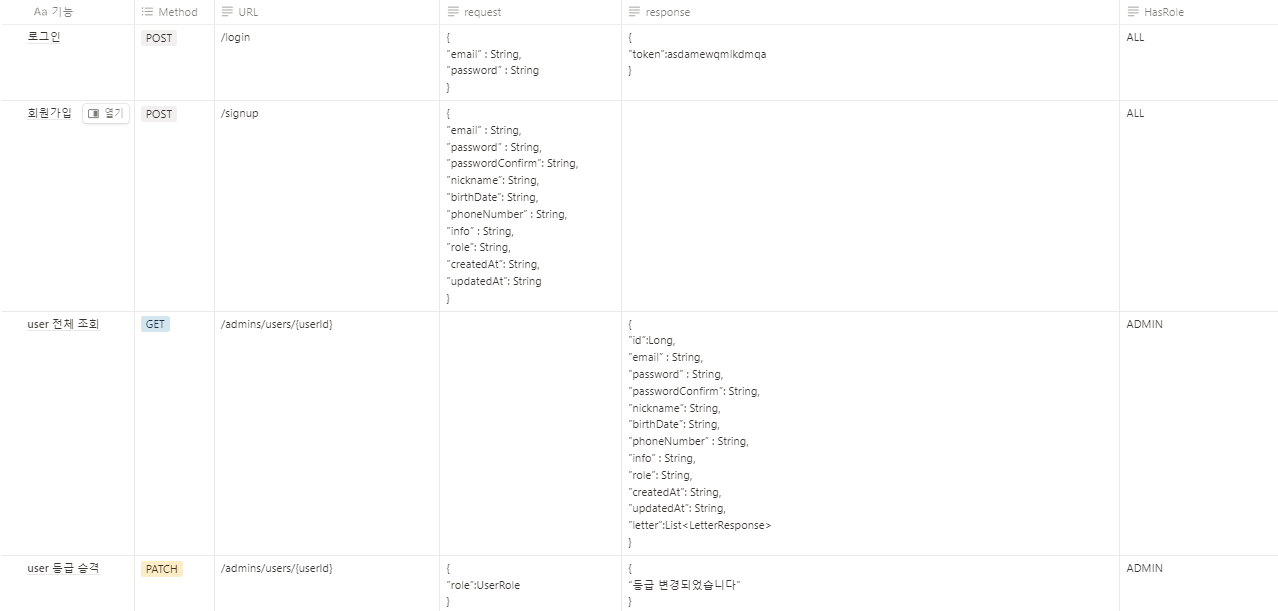 Aa 기능
Method
URL
request
response
HasRole
로그인
POST
/login
{
"email" : String,
"password" : String
}
{
"token":asdamewqmlkdmqa
}
ALL
회원가입
열기
POST
/signup
{
"email" : String,
"password" : String,
"passwordConfirm": String,
"nickname": String,
"birthDate": String,
"phoneNumber" : String,
"info" : String,
"role": String,
"createdAt": String,
"updatedAt": String
}
ALL
user 전체 조회
GET
/admins/users/{userId}
{
"id":Long,
"email" : String,
"password" : String,
"passwordConfirm": String,
"nickname": String,
"birthDate": String,
"phoneNumber" : String,
"info" : String,
"role": String,
"createdAt": String,
"updatedAt": String,
"letter":List<LetterResponse>
}
ADMIN
user 등급 승격
PATCH
/admins/users/{userId}
{
"role":UserRole
}
{
"등급 변경되었습니다"
}
ADMIN